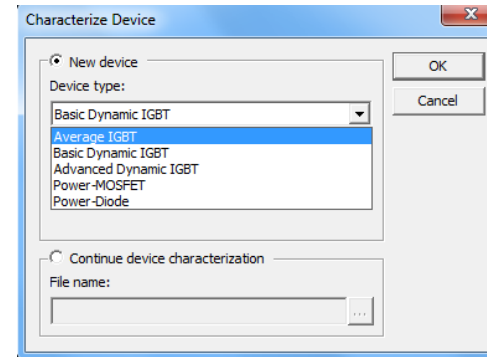 Characterize Device
New device
Device type:
Basic Dynamic IGBT
Average IGBT
Basic Dynamic IGBT
Advanced Dynamic IGBT
Power-MOSFET
Power-Diode
OK
Cancel
Continue device characterization
File name:
...